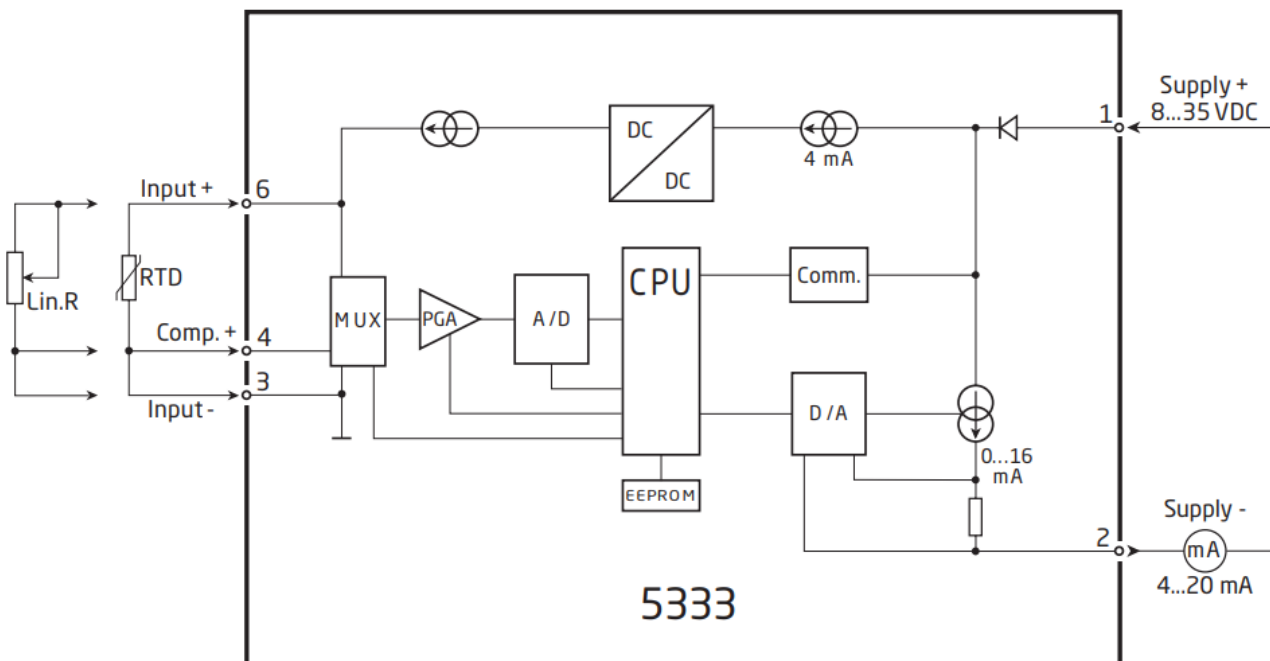 Supply +
8...35 VDC
1
DC
DC
4 mA
Input +
6
RTD
Lin.R
CPU
Comm.
MUX
PGA
A/D
Comp. +
4
3
Input -
D/A
0...16
mA
EEPROM
Supply -
2
mA
4...20 mA
5333